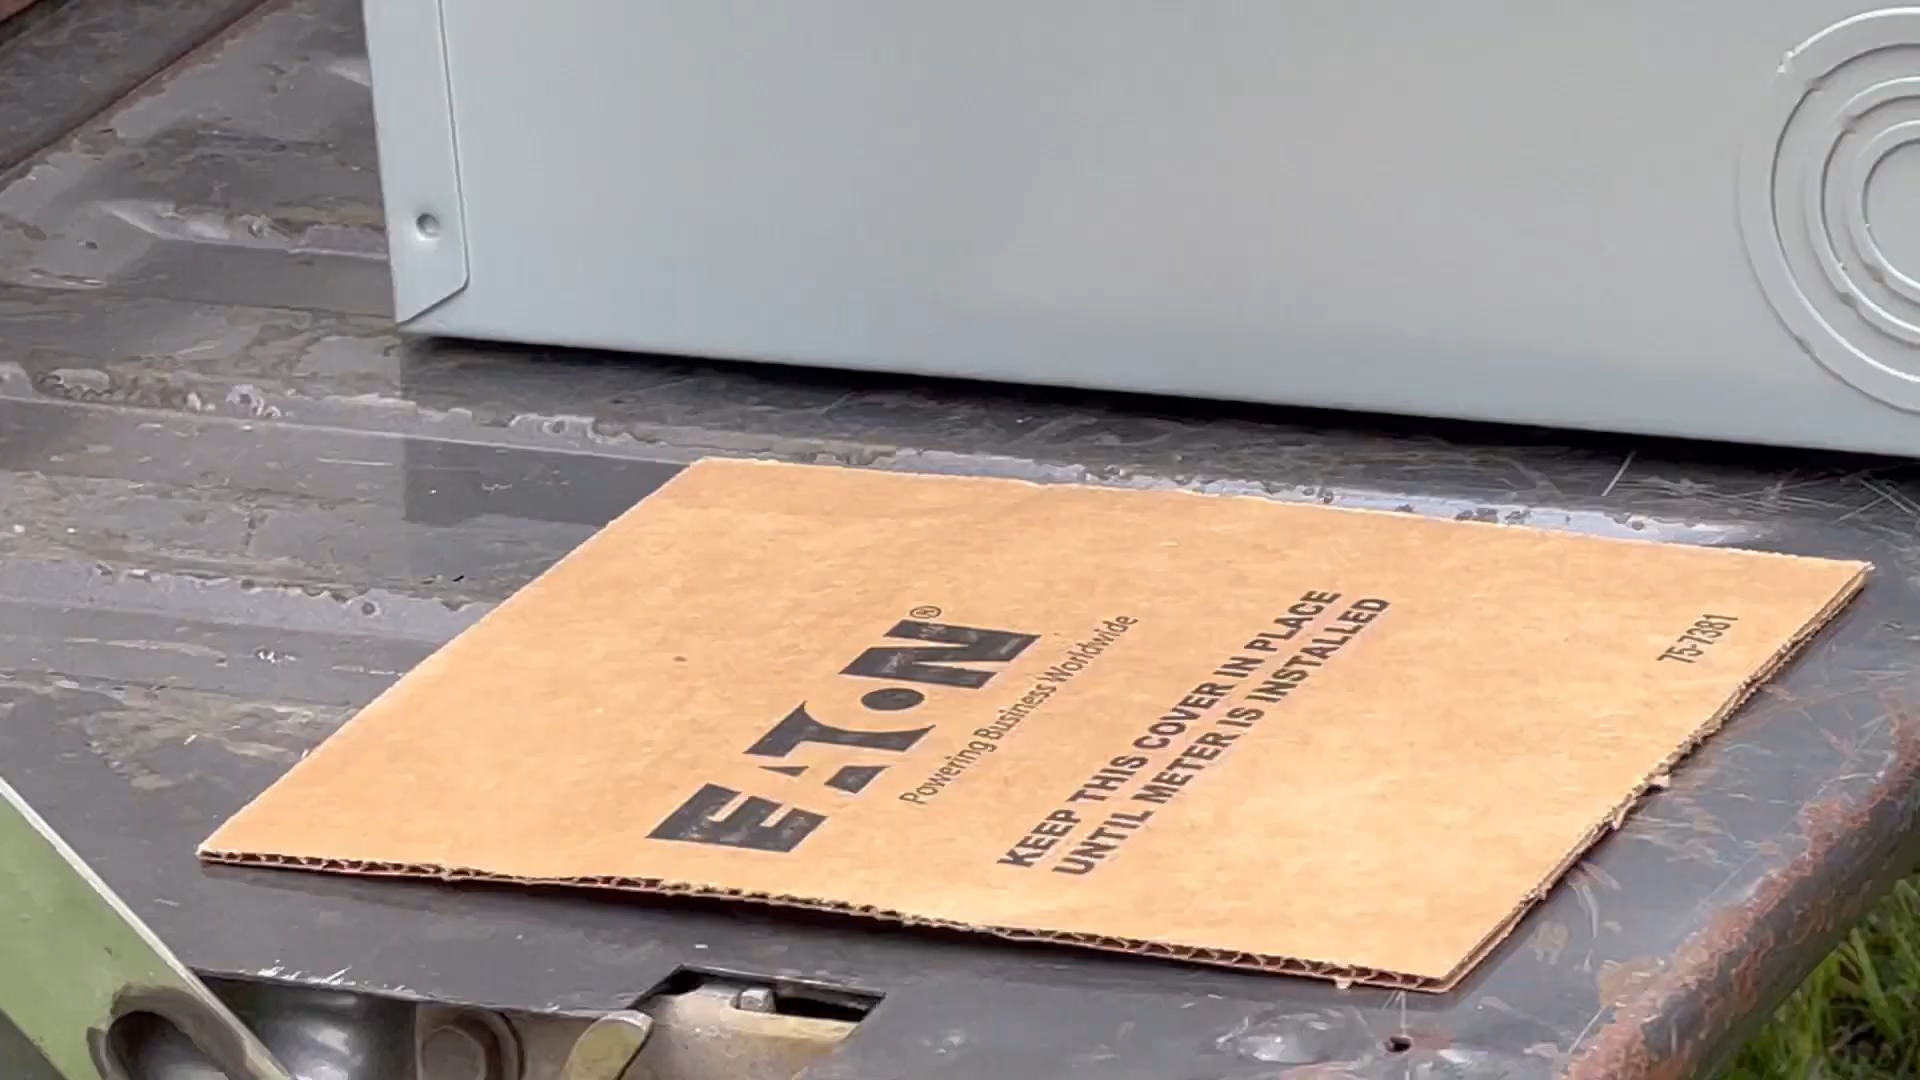 EATON®
Powering Business Worldwide
KEEP THIS COVER IN PLACE
UNTIL METER IS INSTALLED
75-7381